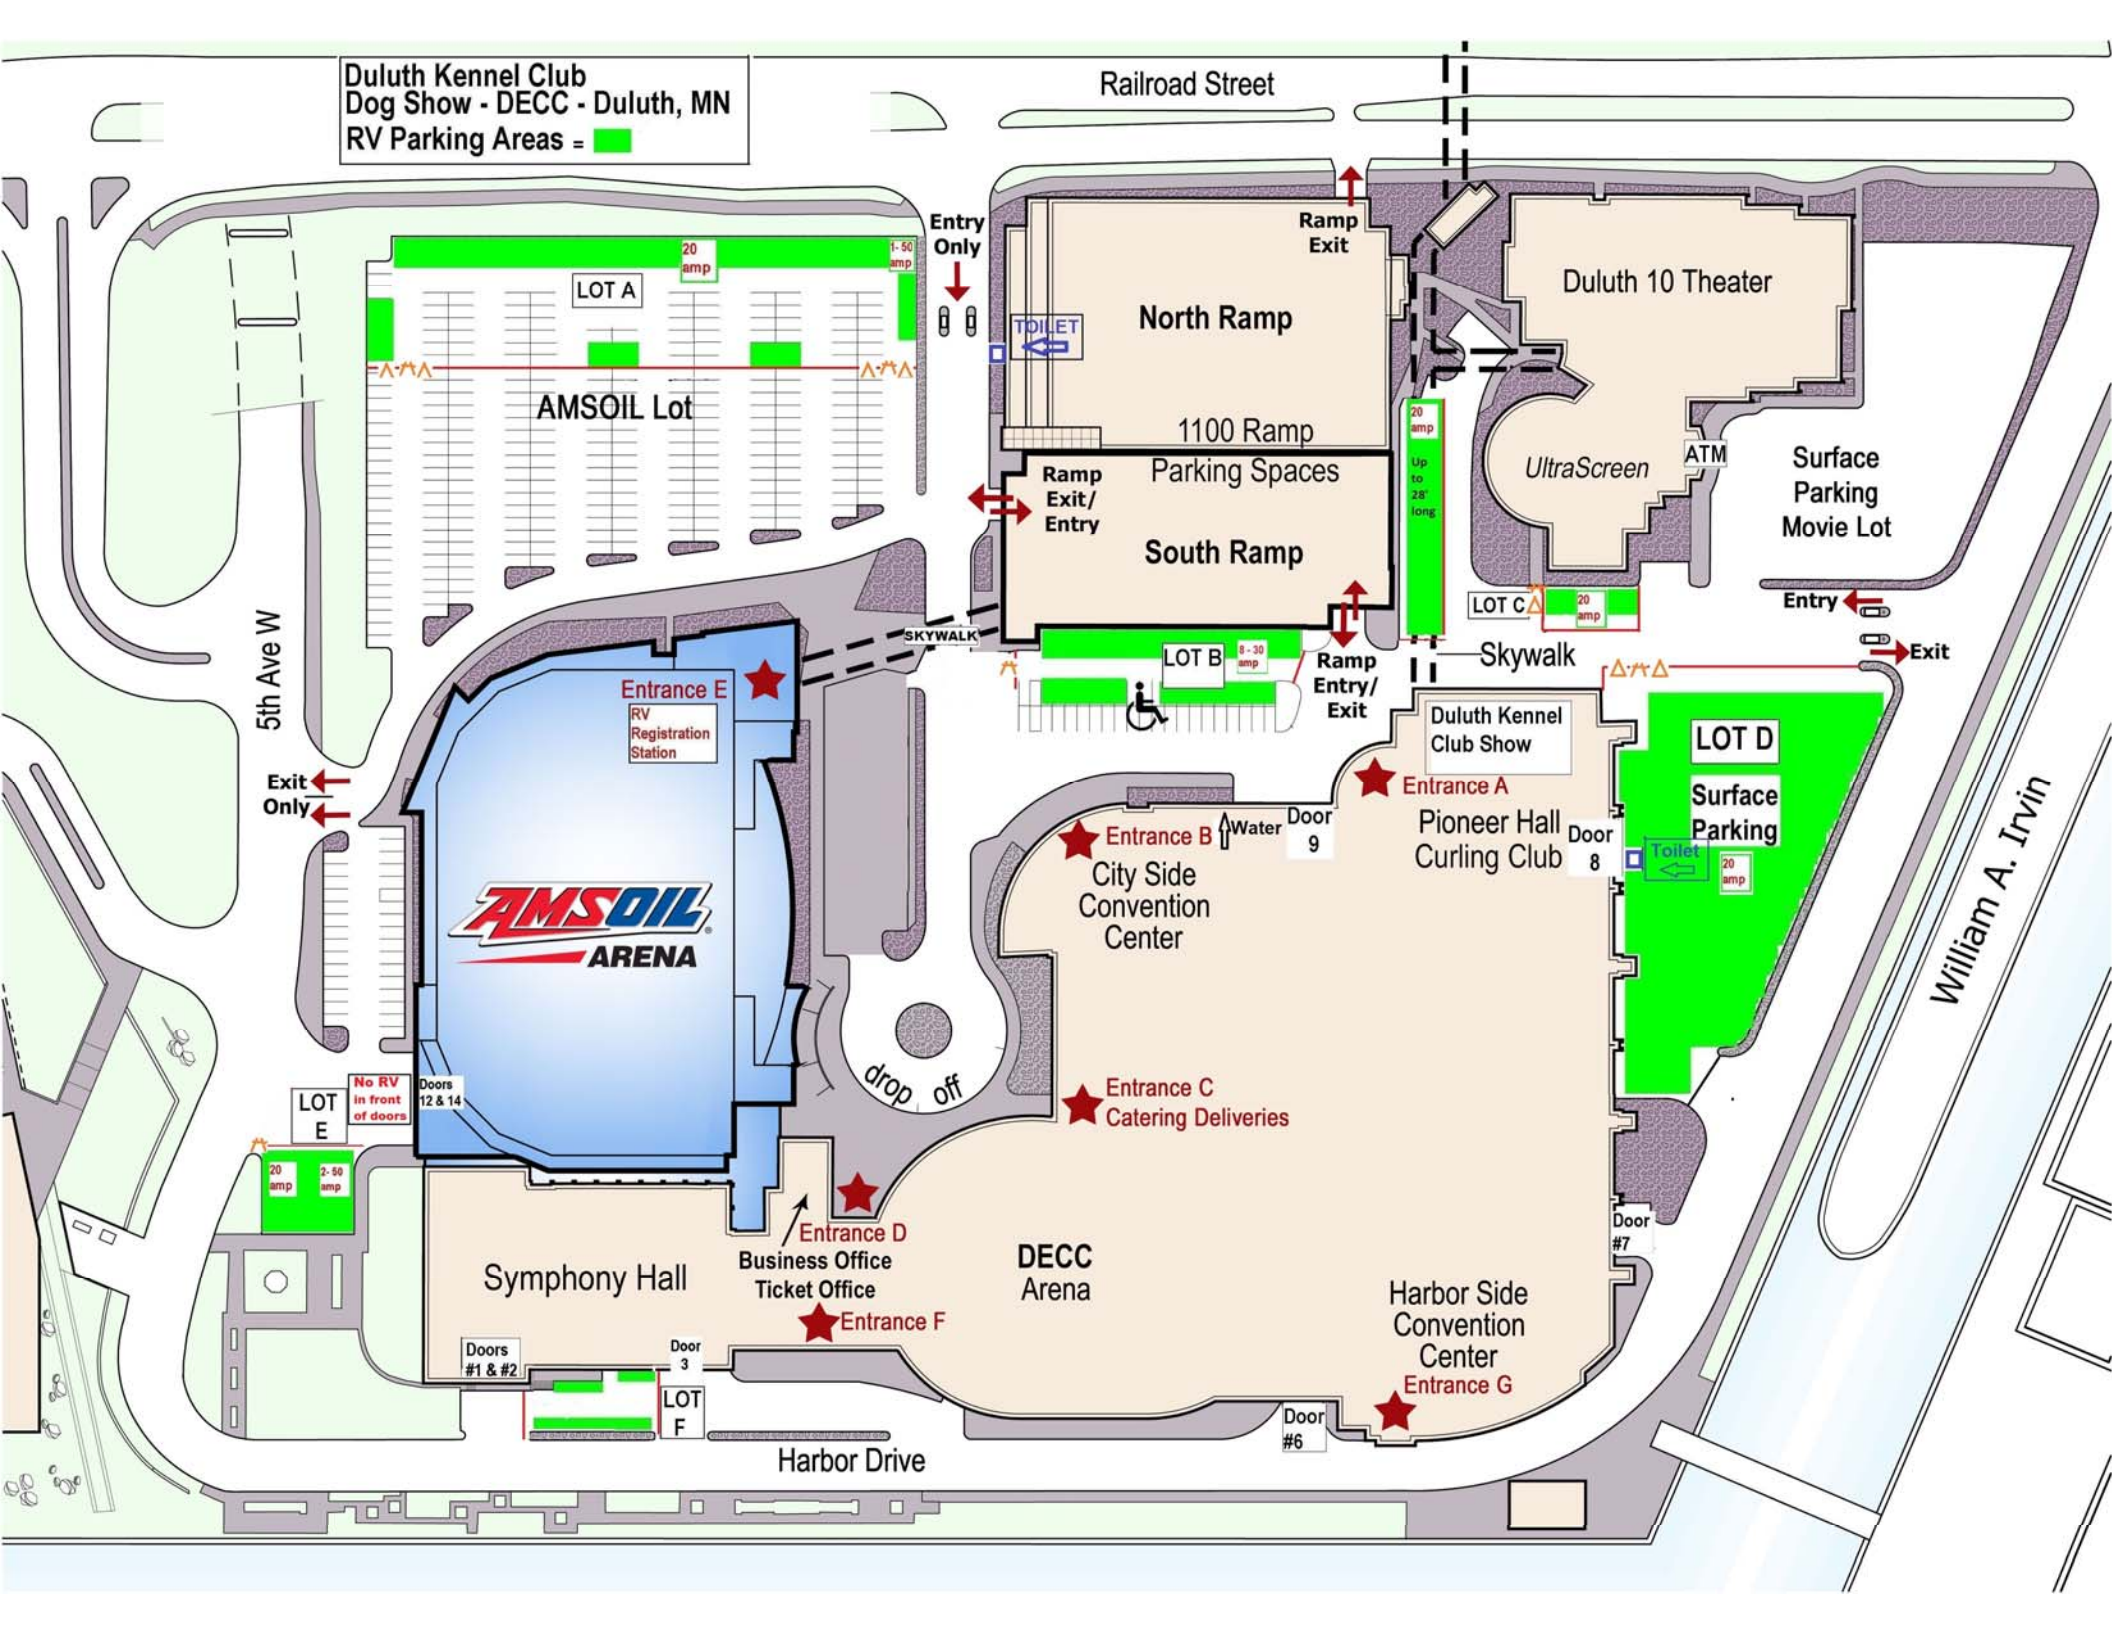 Duluth Kennel Club
Dog Show - DECC - Duluth, MN
RV Parking Areas =
Railroad Street
Entry
Only
Ramp
Exit
20
amp
1- 50
amp
LOT A
TOILET
North Ramp
Duluth 10 Theater
AMSOIL Lot
1100 Ramp
Parking Spaces
20
amp
Up
to
28'
long
UltraScreen
ATM
Surface
Parking
Movie Lot
Ramp
Exit/
Entry
South Ramp
5th Ave W
SKYWALK
LOT B
8 - 30
amp
Ramp
Entry/
Exit
LOT C
20
amp
Skywalk
Entry
Exit
Entrance E
RV
Registration
Station
Duluth Kennel
Club Show
LOT D
Surface
Parking
Exit
Only
Entrance A
Entrance B
Water
Door
9
Pioneer Hall
Curling Club
Door
8
Toilet
20
amp
William A. Irvin
City Side
Convention
Center
AMSOIL
ARENA
drop off
LOT
E
No RV
in front
of doors
Doors
12 & 14
Entrance C
Catering Deliveries
20
amp
2- 50
amp
Entrance D
Business Office
Ticket Office
Symphony Hall
Entrance F
DECC
Arena
Door
#7
Harbor Side
Convention
Center
Entrance G
Doors
#1 & #2
Door
3
LOT
F
Door
#6
Harbor Drive